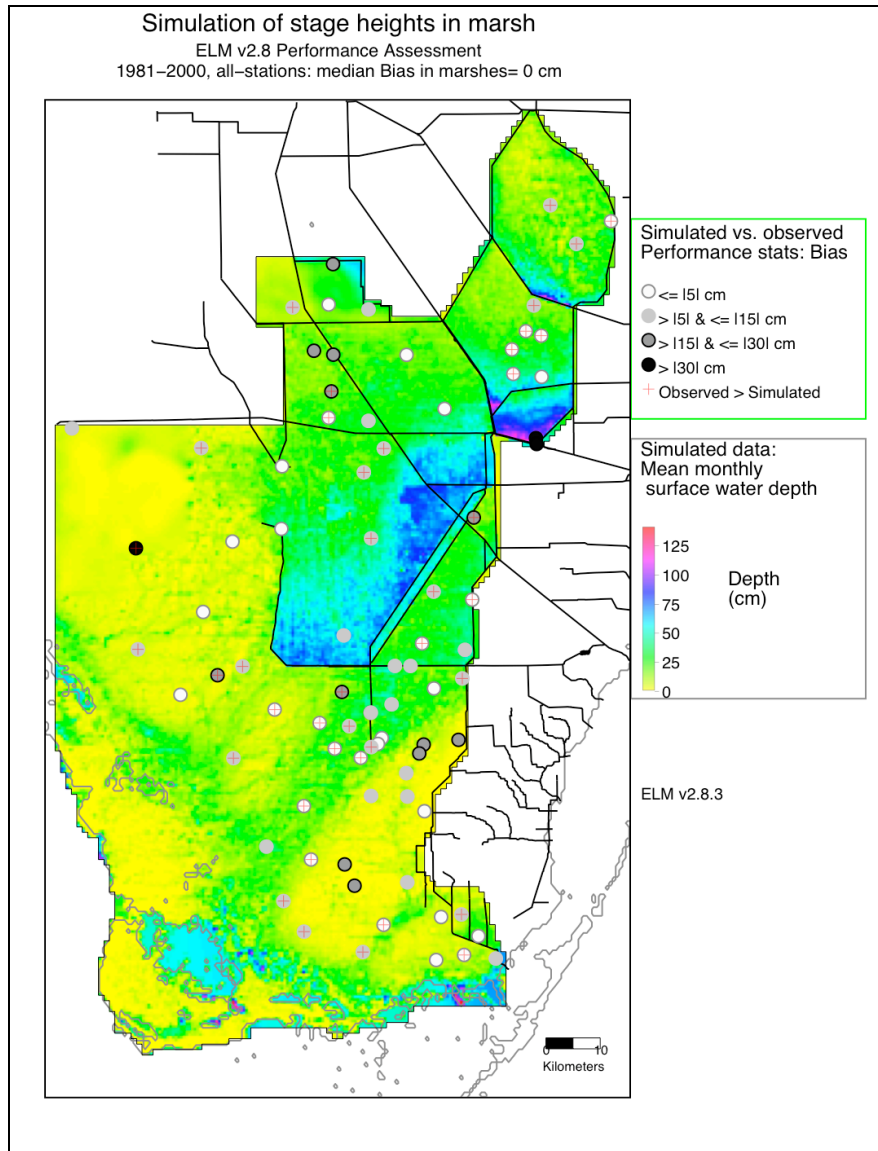 Simulation of stage heights in marsh
ELM v2.8 Performance Assessment
1981−2000, all−stations: median Bias in marshes= 0 cm
Simulated vs. observed
Performance stats: Bias
<= |5| cm
> |5| & <= |15| cm
> |15| & <= |30| cm
> |30| cm
Observed > Simulated
Simulated data:
Mean monthly
surface water depth
125
100
75
50
25
0
Depth
(cm)
ELM v2.8.3
0 10
Kilometers